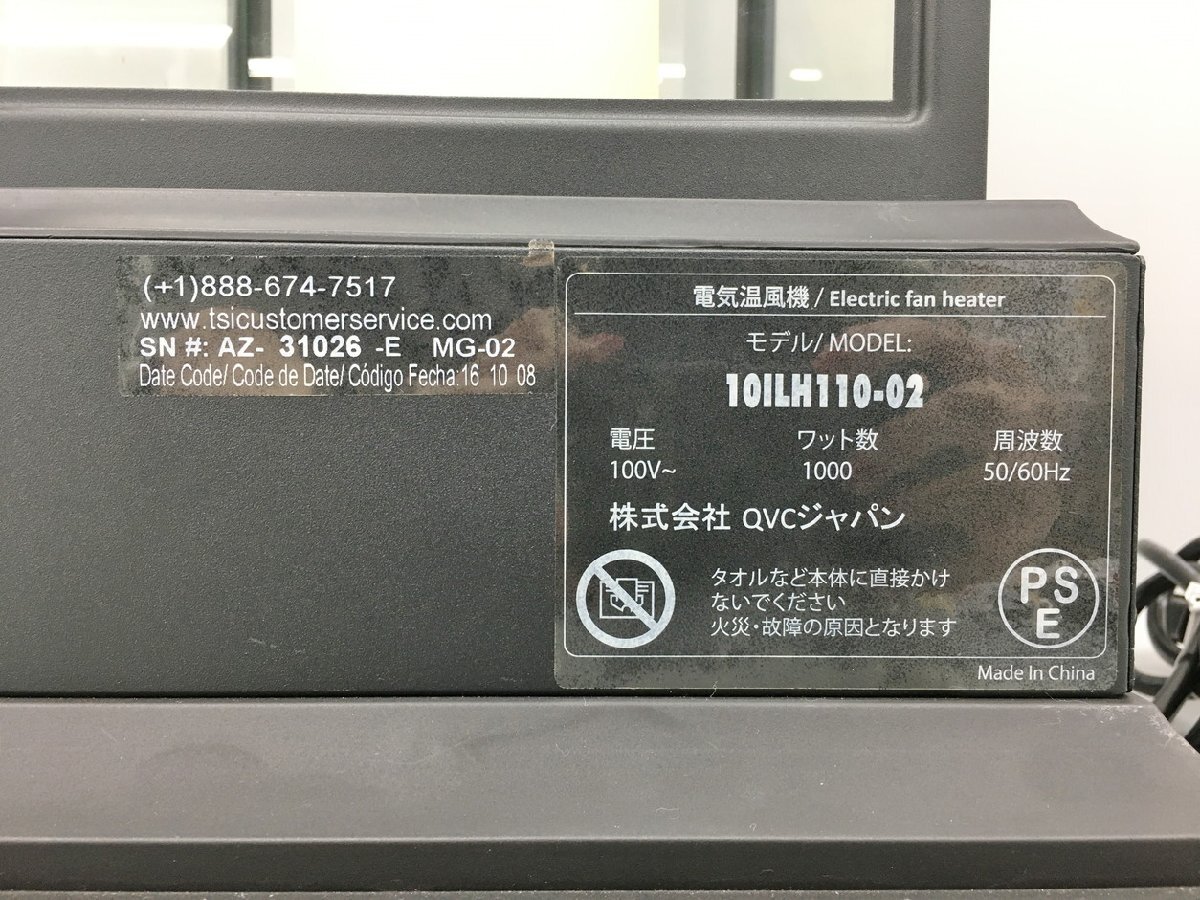 (+1)888-674-7517
www.tsicustomerservice.com
SN #: AZ- 31026 -E MG-02
Date Code/ Code de Date/ Código Fecha:16 10 08
電気温風機 / Electric fan heater
モデル/ MODEL:
10ILH110-02
電圧 ワット数 周波数
100V~ 1000 50/60Hz
株式会社 QVCジャパン
タオルなど本体に直接かけ
ないでください
火災・故障の原因となります
PS
E
Made In China